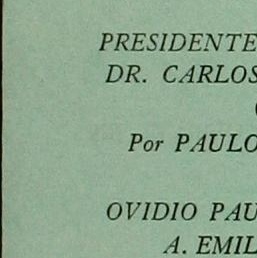 PRESIDENTE
DR. CARLOS
Por PAULO
OVIDIO PAU
A. EMIL